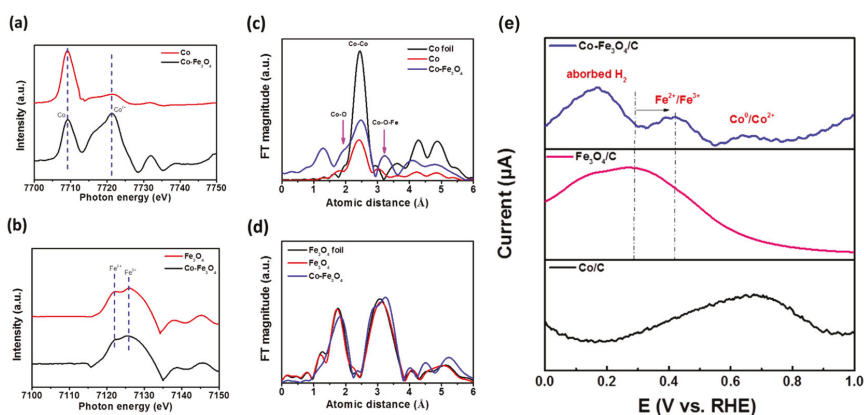 (a)
Co
Co-Fe₃O₄
Intensity (a.u.)
7700 7710 7720 7730 7740 7750
Photon energy (eV)
(b)
Fe₃O₄
Co-Fe₃O₄
Fe²⁺
Fe³⁺
Intensity (a.u.)
7100 7110 7120 7130 7140 7150
Photon energy (eV)
(c)
Co-Co
Co foil
Co
Co-Fe₃O₄
Co-O
Co-O-Fe
FT magnitude (a.u.)
0 1 2 3 4 5 6
Atomic distance (Å)
(d)
Fe₃O₄ foil
Fe₃O₄
Co-Fe₃O₄
FT magnitude (a.u.)
0 1 2 3 4 5 6
Atomic distance (Å)
(e)
Co-Fe₃O₄/C
aborbed H₂
Fe²⁺/Fe³⁺
Co⁰/Co²⁺
Fe₃O₄/C
Co/C
Current (μA)
0.0 0.2 0.4 0.6 0.8 1.0
E (V vs. RHE)